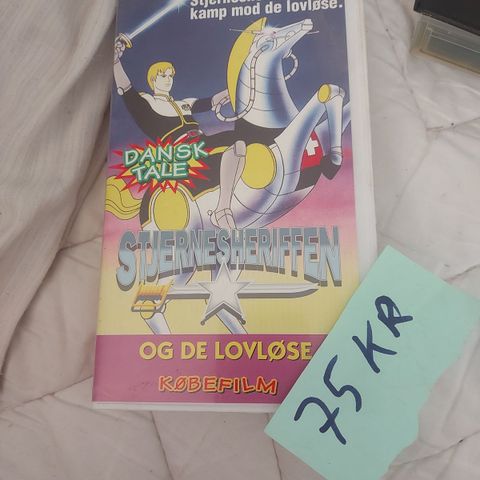 kamp mod de lovløse.
DANSK
TALE
STJERNESHERIFFEN
OG DE LOVLØSE
KØBEFILM
75 KR